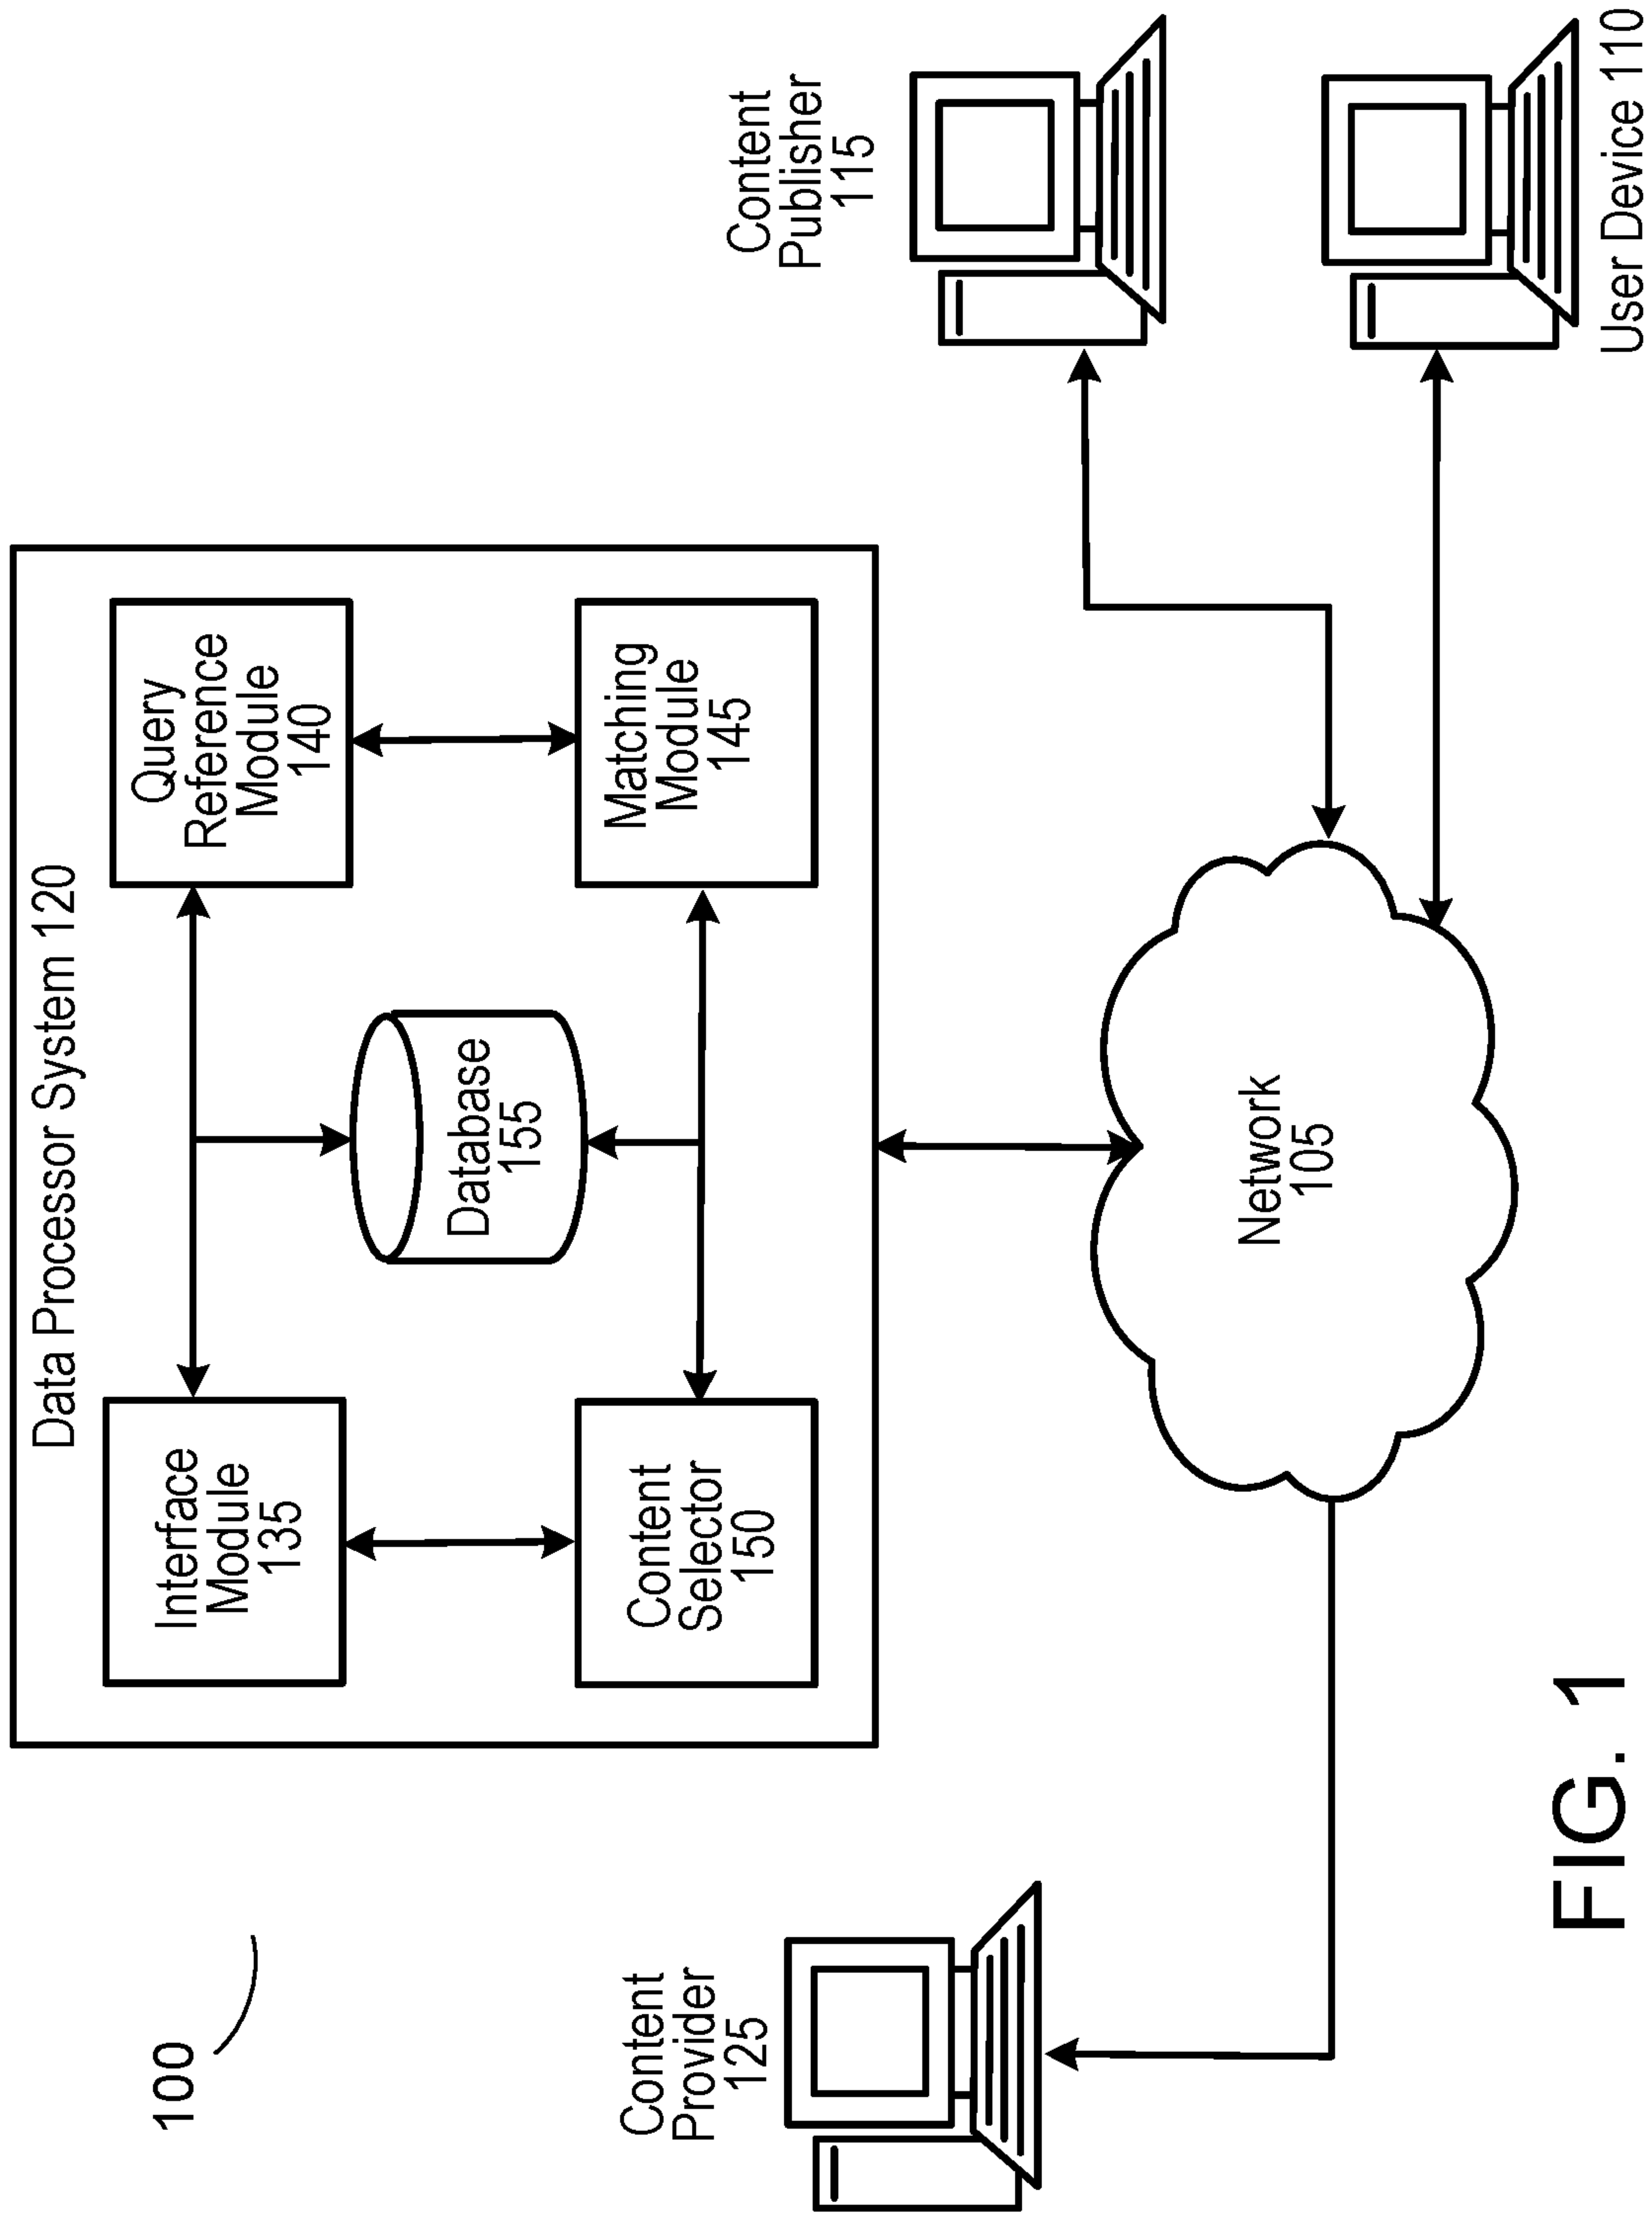 100
Data Processor System 120
Interface
Module
135
Query
Reference
Module
140
Database
155
Content
Selector
150
Matching
Module
145
Content
Provider
125
Content
Publisher
115
Network
105
User Device 110
FIG. 1